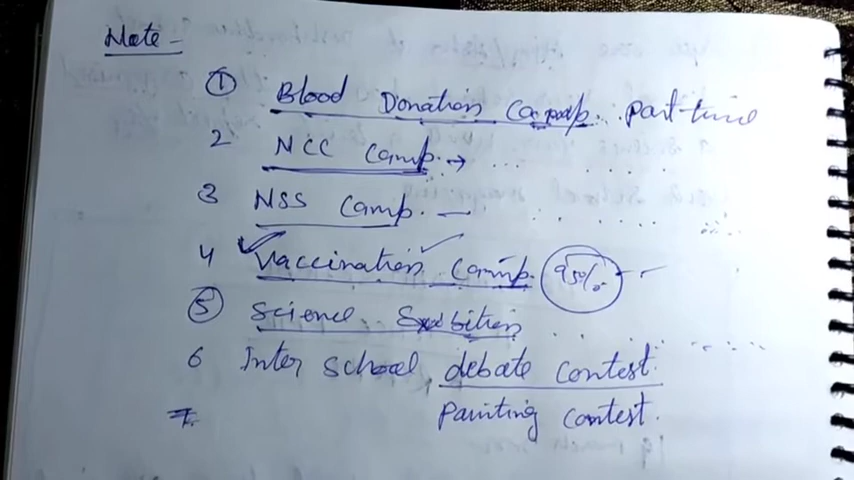 Note -
① Blood Donation Camp. part-time
2 NCC Camp. →
3 NSS Camp. —
4 Vaccination Camp. 95%
⑤ Science Exbition
6 Inter school debate contest.
7. Painting contest.